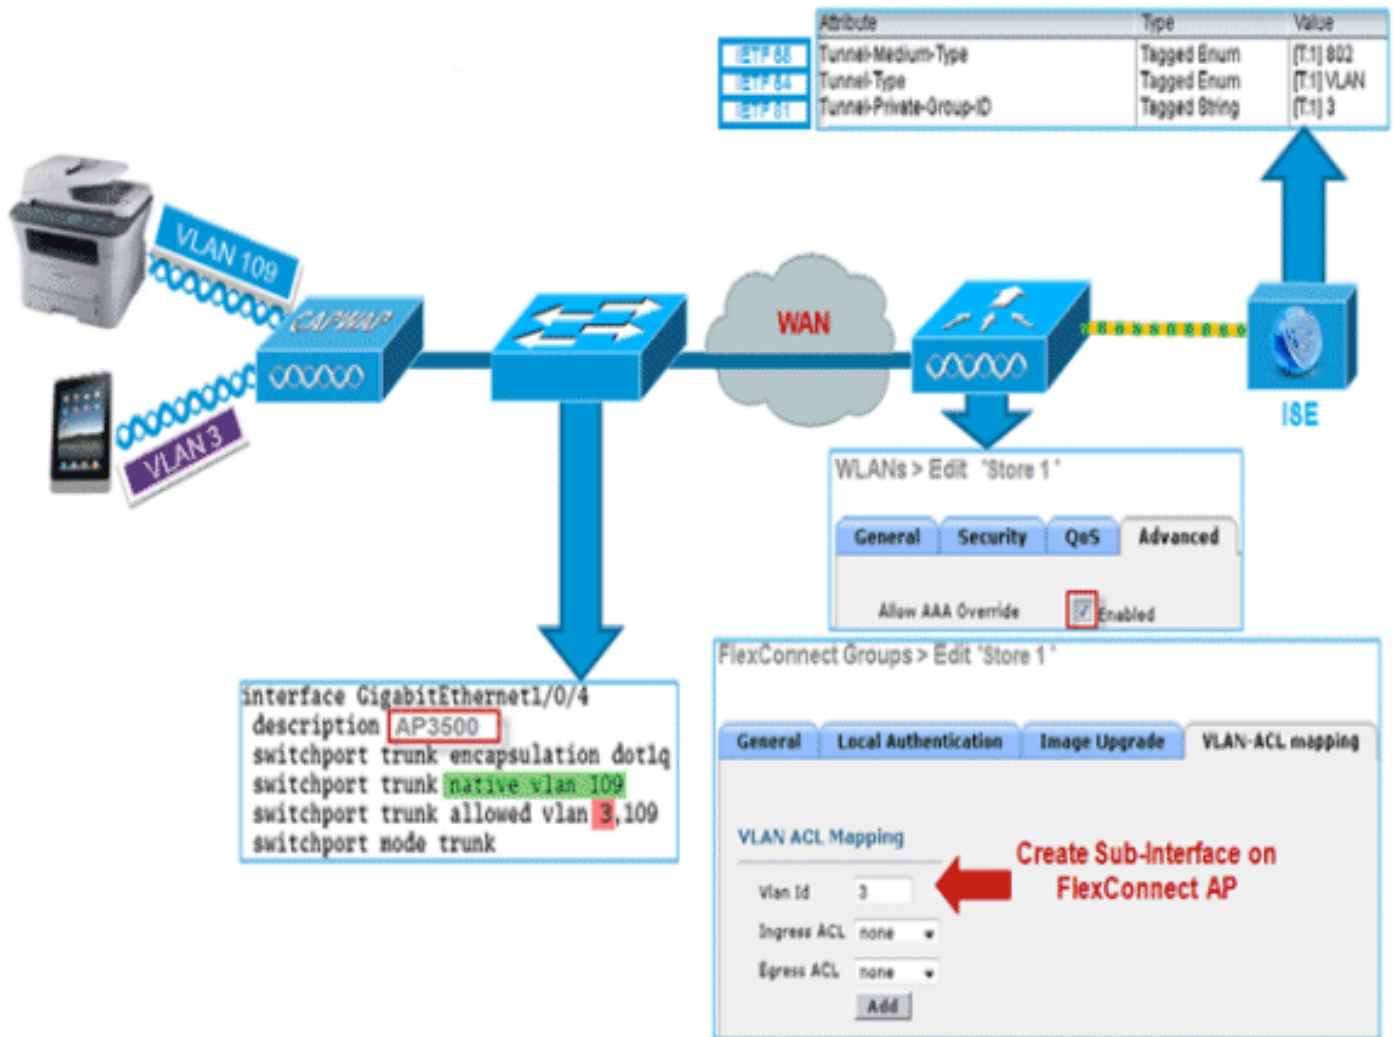 Attribute Type Value
IETF 65 Tunnel-Medium-Type Tagged Enum [T:1] 802
IETF 64 Tunnel-Type Tagged Enum [T:1] VLAN
IETF 81 Tunnel-Private-Group-ID Tagged String [T:1] 3
VLAN 109
CAPWAP
VLAN 3
WAN
ISE
WLANs > Edit 'Store 1'
General Security QoS Advanced
Allow AAA Override Enabled
FlexConnect Groups > Edit 'Store 1'
General Local Authentication Image Upgrade VLAN-ACL mapping
VLAN ACL Mapping
Vlan Id 3
Ingress ACL none
Egress ACL none
Add
Create Sub-Interface on
FlexConnect AP
interface GigabitEthernet1/0/4
description AP3500
switchport trunk encapsulation dot1q
switchport trunk native vlan 109
switchport trunk allowed vlan 3,109
switchport mode trunk